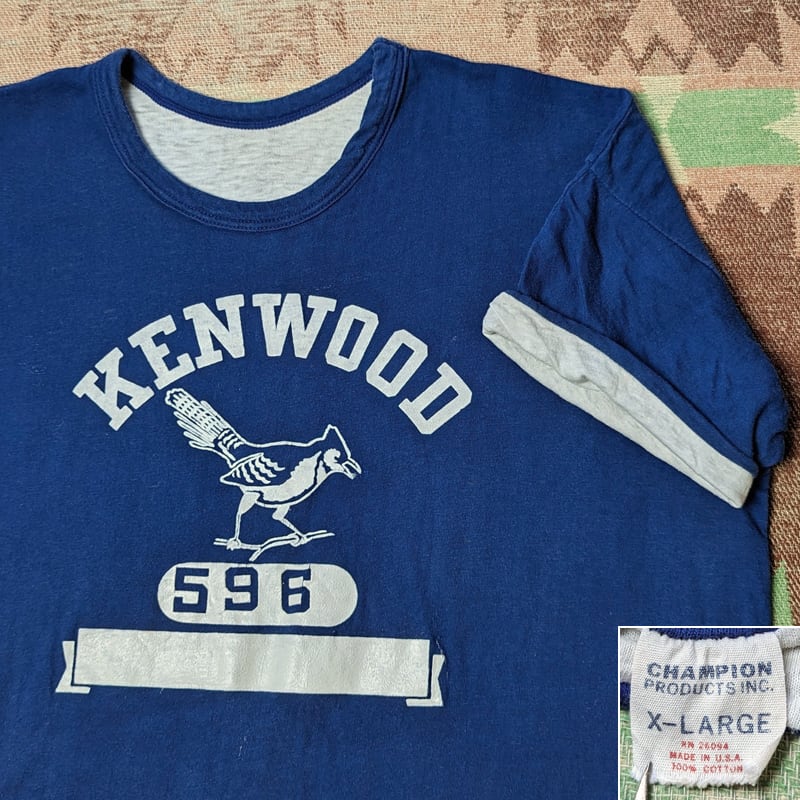 KENWOOD
596
CHAMPION
PRODUCTS INC.
X-LARGE
RN 26094
MADE IN U.S.A.
100% COTTON